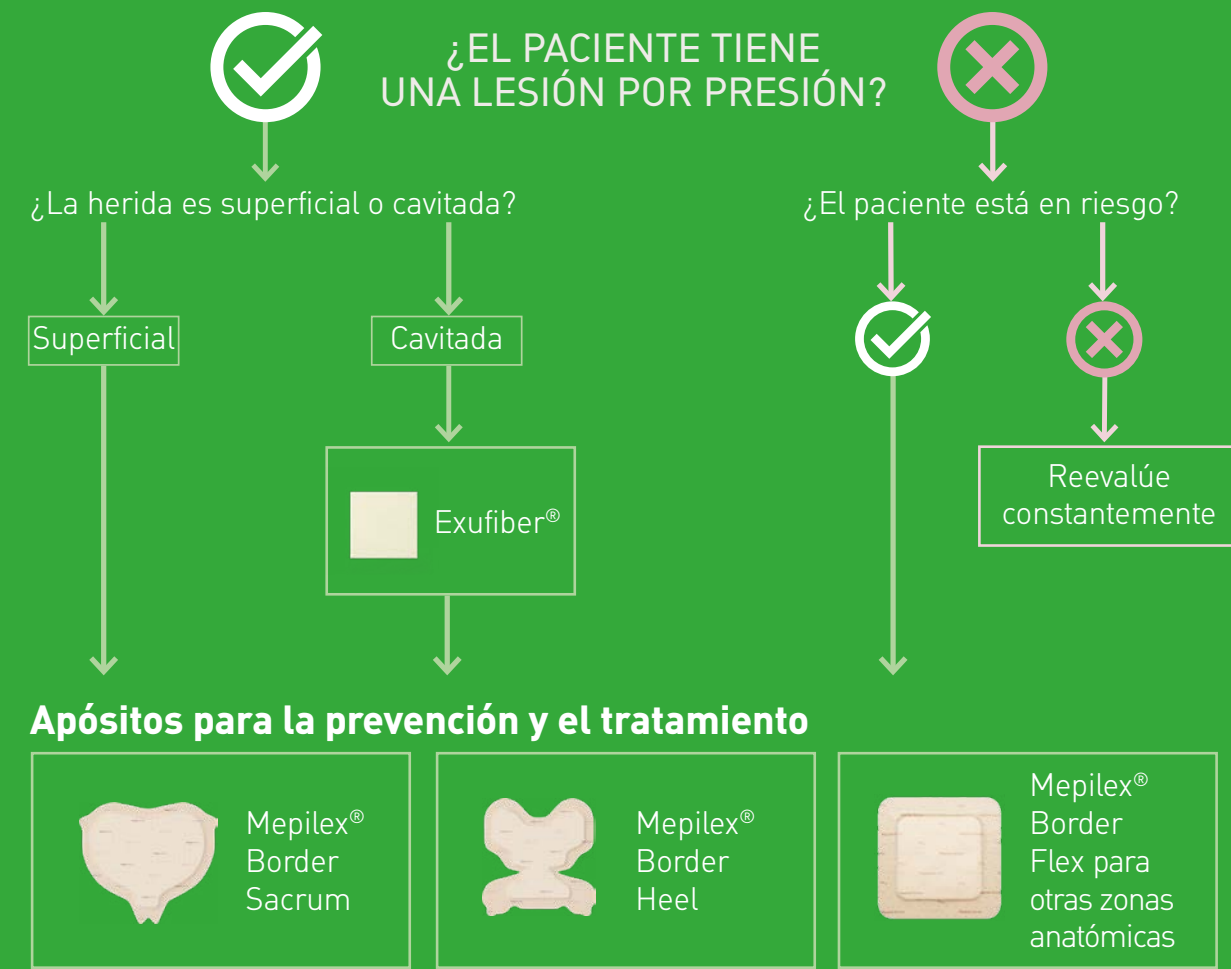 ¿EL PACIENTE TIENE
UNA LESIÓN POR PRESIÓN?
¿La herida es superficial o cavitada?
¿El paciente está en riesgo?
Superficial
Cavitada
Exufiber®
Reevalúe
constantemente
Apósitos para la prevención y el tratamiento
Mepilex®
Border
Sacrum
Mepilex®
Border
Heel
Mepilex®
Border
Flex para
otras zonas
anatómicas